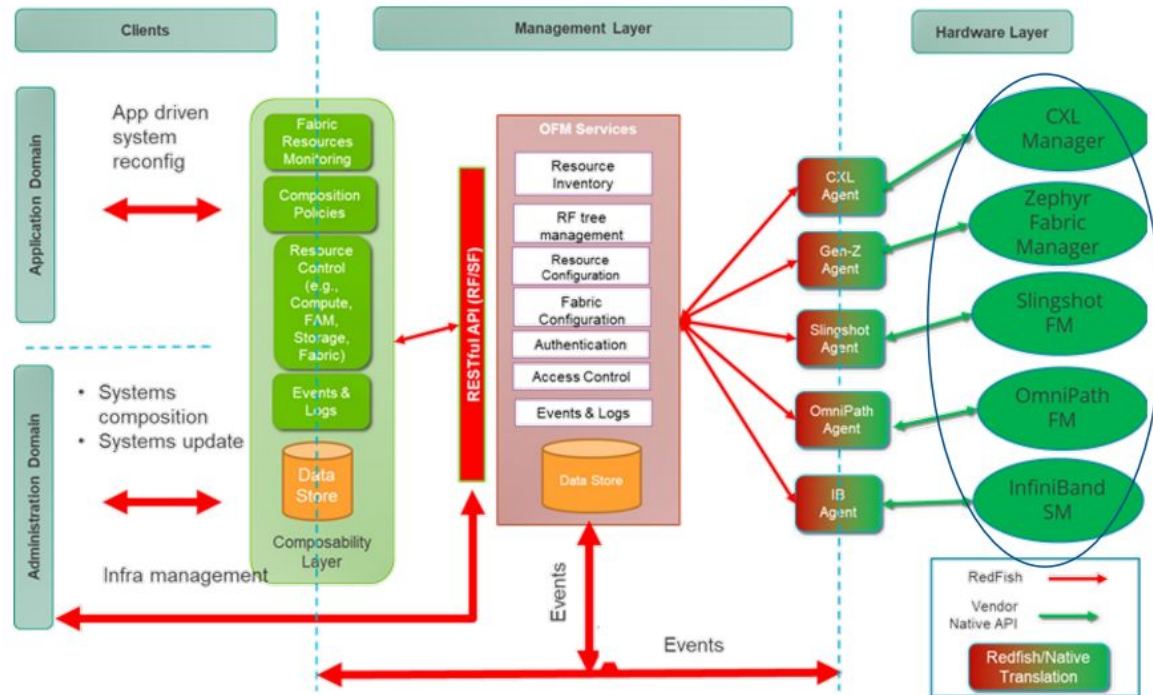 Clients
Management Layer
Hardware Layer
Application Domain
App driven
system
reconfig
Administration Domain
• Systems
composition
• Systems update
Infra management
Fabric
Resources
Monitoring
Composition
Policies
Resource
Control
(e.g.,
Compute,
FAM,
Storage,
Fabric)
Events &
Logs
Data
Store
Composability
Layer
RESTful API (RF/SF)
OFM Services
Resource
Inventory
RF tree
management
Resource
Configuration
Fabric
Configuration
Authentication
Access Control
Events & Logs
Data Store
Events
Events
CXL
Agent
Gen-Z
Agent
Slingshot
Agent
OmniPath
Agent
IB
Agent
CXL
Manager
Zephyr
Fabric
Manager
Slingshot
FM
OmniPath
FM
InfiniBand
SM
RedFish
Vendor
Native API
Redfish/Native
Translation